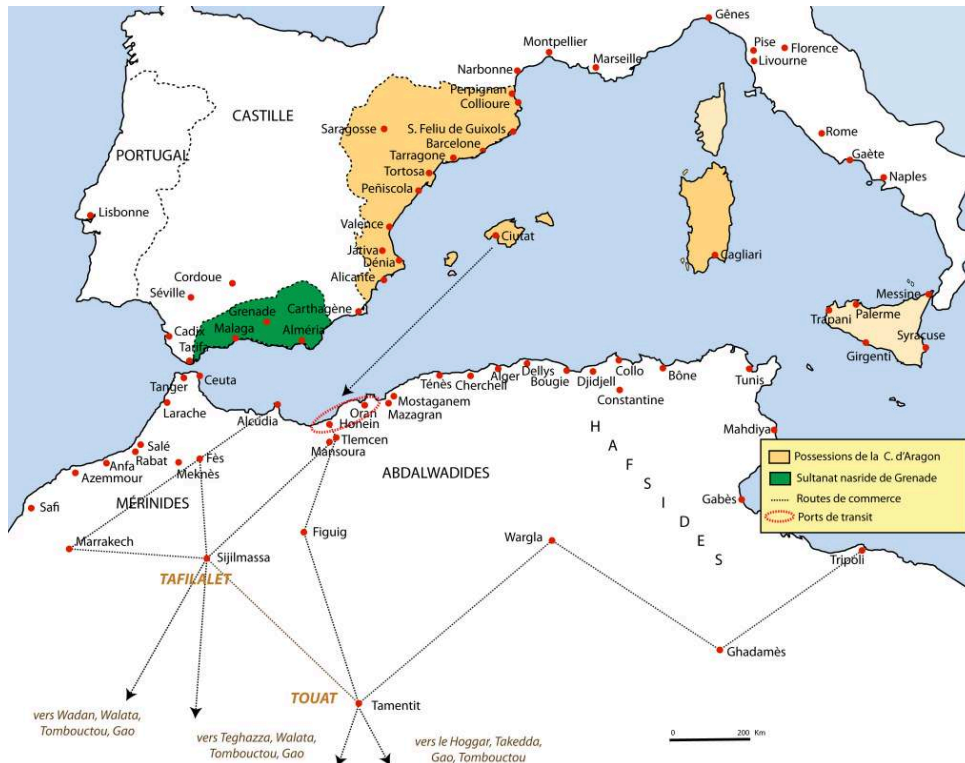 Gênes
Pise
Florence
Livourne
Montpellier
Marseille
Narbonne
Perpignan
Collioure
CASTILLE
Saragosse
S. Feliu de Guixols
Barcelone
Tarragone
Tortosa
Peñiscola
PORTUGAL
Rome
Gaète
Naples
Lisbonne
Valence
Ciutat
Játiva
Dénia
Alicante
Cagliari
Cordoue
Séville
Grenade
Carthagène
Messine
Palerme
Trapani
Syracuse
Girgenti
Cadix
Malaga
Alméria
Tarifa
Tanger
Ceuta
Ténès
Cherchell
Alger
Dellys
Bougie
Djidjell
Collo
Bône
Tunis
Constantine
Larache
Alcudia
Oran
Mostaganem
Mazagran
Honein
Tlemcen
Mansoura
Mahdiya
Salé
Rabat
Anfa
Azemmour
Meknès
Fès
Safi
MÉRINIDES
ABDALWADIDES
HAFSIDES
Gabès
Possessions de la C. d'Aragon
Sultanat nasride de Grenade
Routes de commerce
Ports de transit
Marrakech
Sijilmassa
TAFILALET
Figuig
Wargla
Tripoli
Ghadamès
TOUAT
Tamentit
vers Wadan, Walata,
Tombouctou, Gao
vers Teghazza, Walata,
Tombouctou, Gao
vers le Hoggar, Takedda,
Gao, Tombouctou
0 200 Km